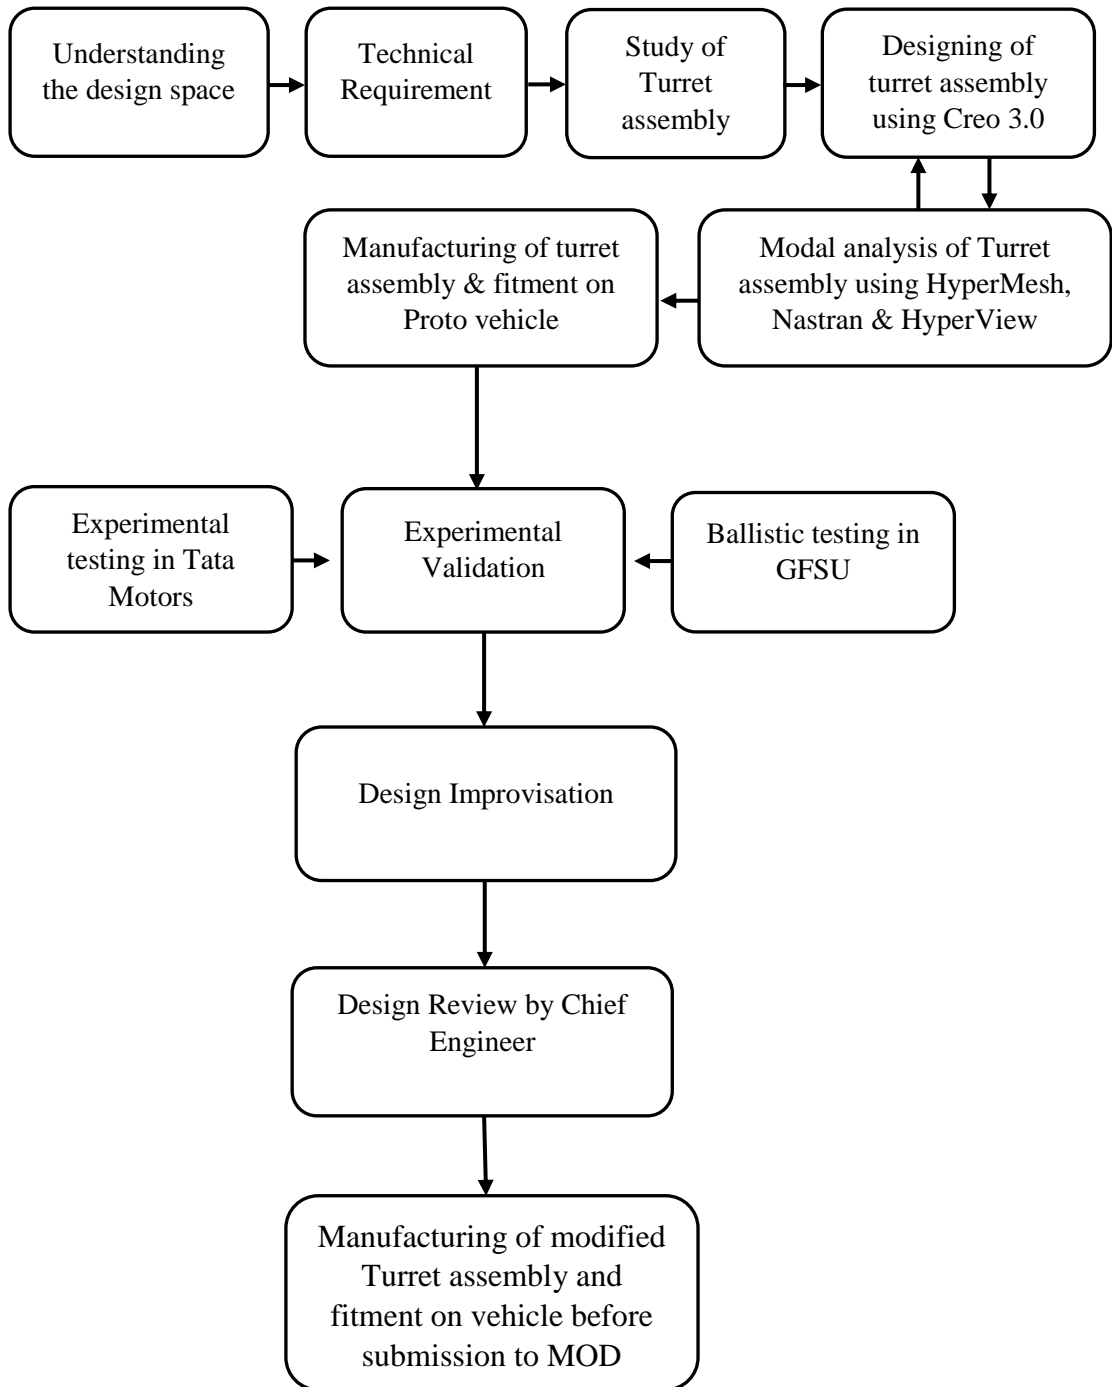 Understanding
the design space
Technical
Requirement
Study of
Turret
assembly
Designing of
turret assembly
using Creo 3.0
Manufacturing of turret
assembly & fitment on
Proto vehicle
Modal analysis of Turret
assembly using HyperMesh,
Nastran & HyperView
Experimental
testing in Tata
Motors
Experimental
Validation
Ballistic testing in
GFSU
Design Improvisation
Design Review by Chief
Engineer
Manufacturing of modified
Turret assembly and
fitment on vehicle before
submission to MOD